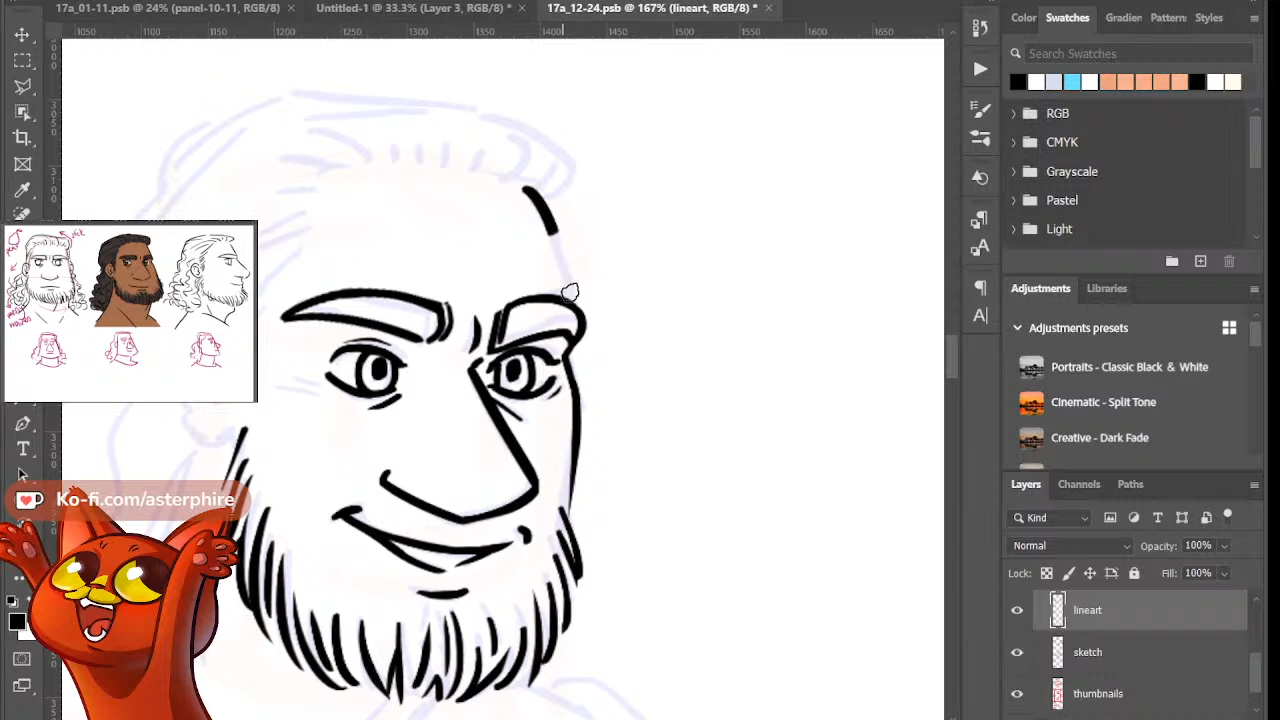 17a_01-11.psb @ 24% (panel-10-11, RGB/8) ×
Untitled-1 @ 33.3% (Layer 3, RGB/8) * ×
17a_12-24.psb @ 167% (lineart, RGB/8) * ×
1050 1100 1150 1200 1250 1300 1350 1400 1450 1500 1550 1600 1650
Color Swatches Gradien Pattern: Styles
Search Swatches
RGB
CMYK
Grayscale
Pastel
Light
Adjustments Libraries
Adjustments presets
Portraits - Classic Black & White
Cinematic - Split Tone
Creative - Dark Fade
Layers Channels Paths
Kind
Normal Opacity: 100%
Lock: Fill: 100%
lineart
sketch
thumbnails
Ko-fi.com/asterphire